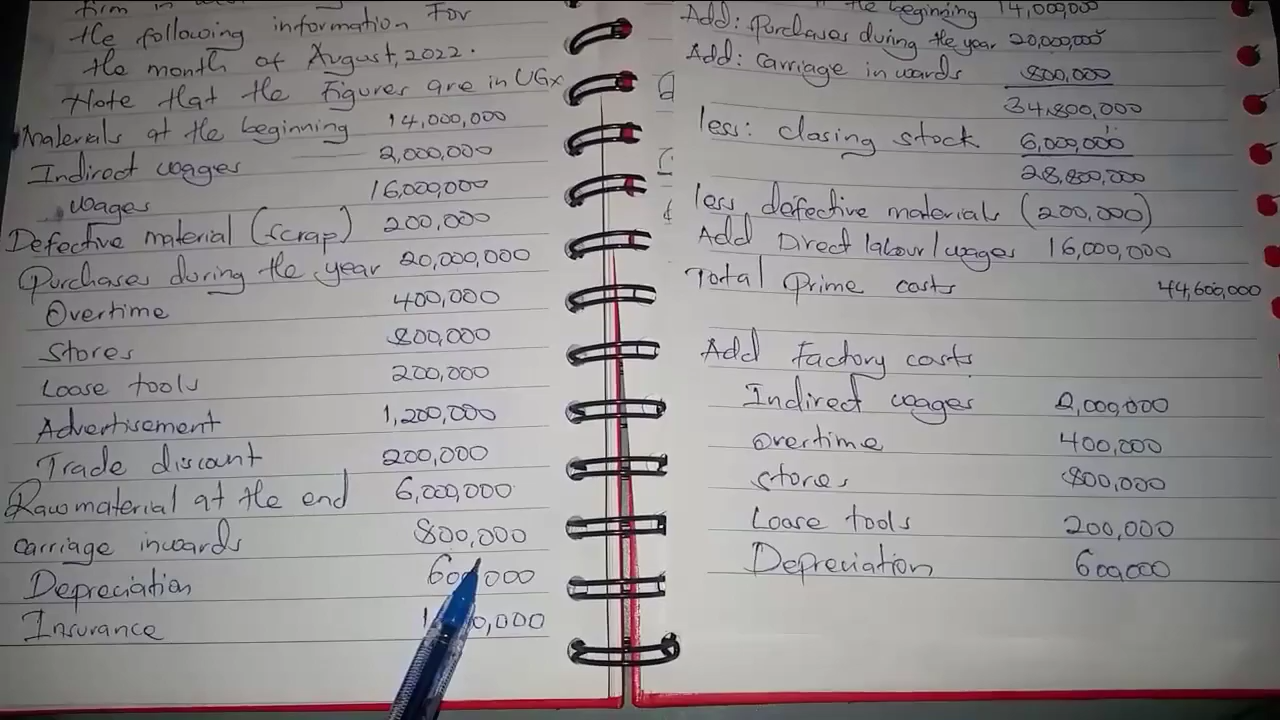 firm in
the following information For
the month of August, 2022.
Note that the Figures are in UGx
Materials at the beginning 14,000,000
Indirect wages 2,000,000
wages 16,000,000
Defective material (scrap) 200,000
Purchases during the year 20,000,000
Overtime 400,000
Stores 800,000
Loose tools 200,000
Advertisement 1,200,000
Trade discount 200,000
Raw material at the end 6,000,000
carriage inwards 800,000
Depreciation 600,000
Insurance
the beginning 14,000,000
Add: Purchases during the year 20,000,000
Add: carriage inwards 800,000
34,800,000
less: closing stock 6,000,000
28,800,000
less defective materials (200,000)
Add Direct labour/wages 16,000,000
Total prime costs 44,600,000
Add Factory costs
Indirect wages 2,000,000
overtime 400,000
stores 800,000
Loose tools 200,000
Depreciation 600,000